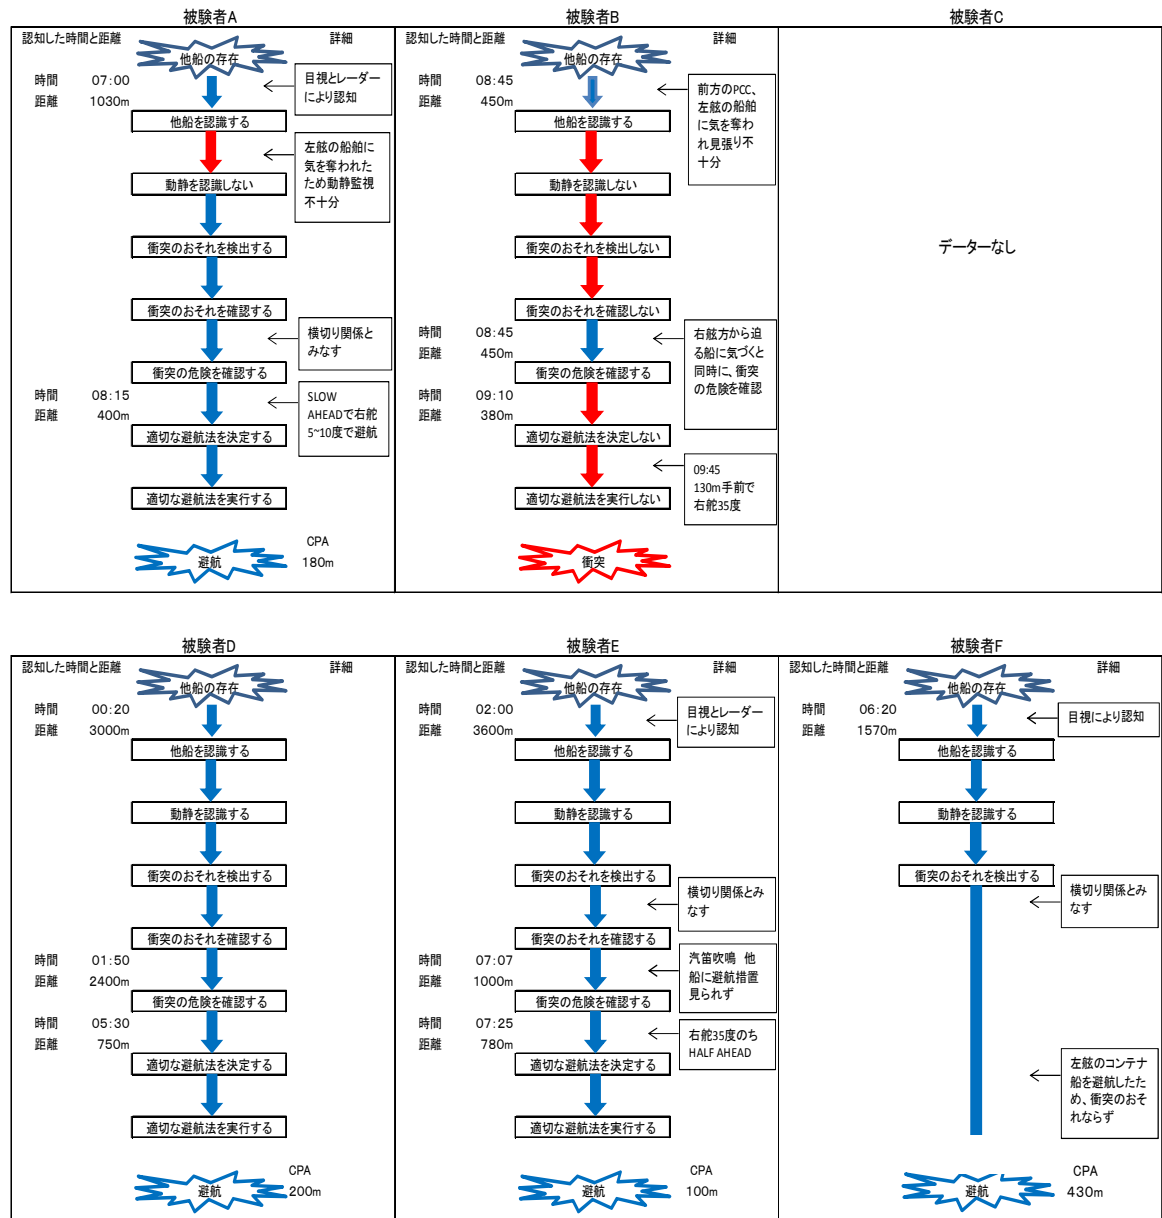 被験者A
認知した時間と距離
詳細
他船の存在
時間 07:00
距離 1030m
目視とレーダー
により認知
他船を認識する
左舷の船舶に
気を奪われた
ため動静監視
不十分
動静を認識しない
衝突のおそれを検出する
衝突のおそれを確認する
横切り関係と
みなす
衝突の危険を確認する
時間 08:15
距離 400m
SLOW
AHEADで右舵
5~10度で避航
適切な避航法を決定する
適切な避航法を実行する
避航
CPA
180m
被験者B
認知した時間と距離
詳細
他船の存在
時間 08:45
距離 450m
前方のPCC、
左舷の船舶
に気を奪わ
れ見張り不
十分
他船を認識する
動静を認識しない
衝突のおそれを検出しない
衝突のおそれを確認しない
時間 08:45
距離 450m
右舷方から迫
る船に気づくと
同時に、衝突
の危険を確認
衝突の危険を確認する
時間 09:10
距離 380m
適切な避航法を決定しない
09:45
130m手前で
右舵35度
適切な避航法を実行しない
衝突
被験者C
データーなし
被験者D
認知した時間と距離
詳細
他船の存在
時間 00:20
距離 3000m
他船を認識する
動静を認識する
衝突のおそれを検出する
衝突のおそれを確認する
時間 01:50
距離 2400m
衝突の危険を確認する
時間 05:30
距離 750m
適切な避航法を決定する
適切な避航法を実行する
避航
CPA
200m
被験者E
認知した時間と距離
詳細
他船の存在
時間 02:00
距離 3600m
目視とレーダー
により認知
他船を認識する
動静を認識する
衝突のおそれを検出する
横切り関係とみ
なす
衝突のおそれを確認する
時間 07:07
距離 1000m
汽笛吹鳴 他
船に避航措置
見られず
衝突の危険を確認する
時間 07:25
距離 780m
右舵35度のち
HALF AHEAD
適切な避航法を決定する
適切な避航法を実行する
避航
CPA
100m
被験者F
認知した時間と距離
詳細
他船の存在
時間 06:20
距離 1570m
目視により認知
他船を認識する
動静を認識する
衝突のおそれを検出する
横切り関係とみ
なす
左舷のコンテナ
船を避航したた
め、衝突のおそ
れならず
避航
CPA
430m